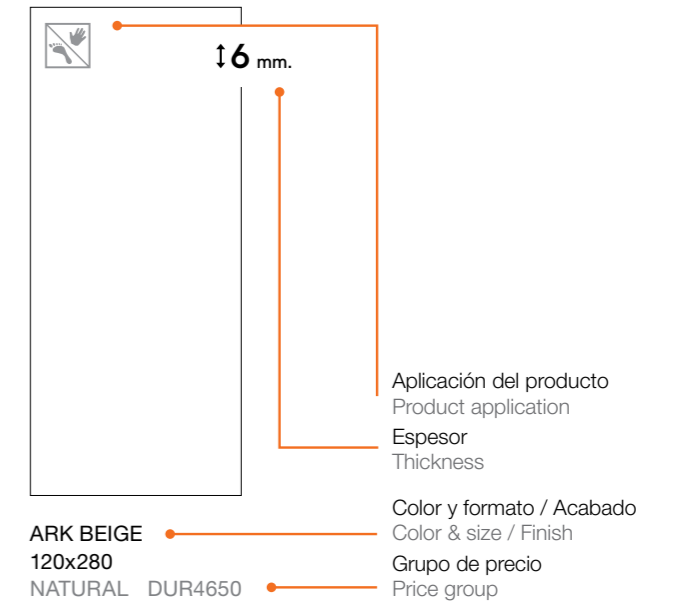 6 mm.
Aplicación del producto
Product application
Espesor
Thickness
Color y formato / Acabado
Color & size / Finish
Grupo de precio
Price group
ARK BEIGE
120x280
NATURAL DUR4650